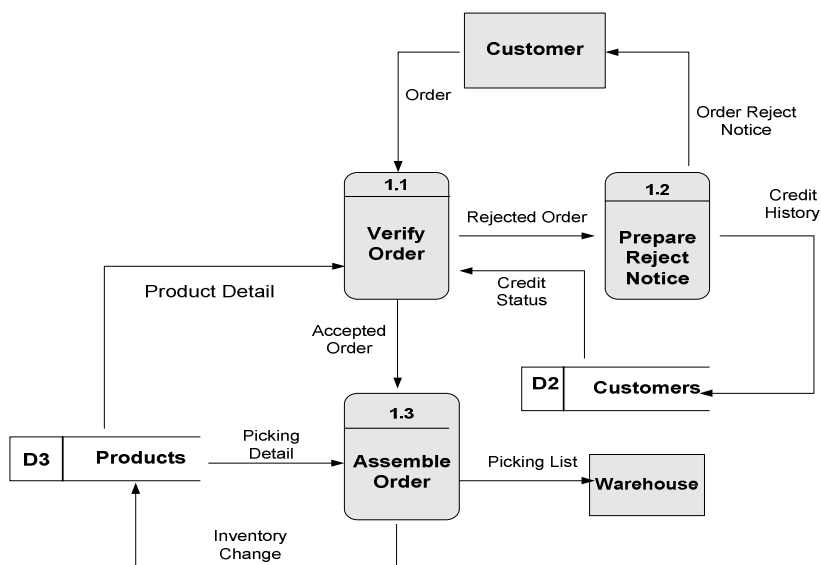 Customer
Order
Order Reject
Notice
1.1
Verify
Order
Rejected Order
1.2
Prepare
Reject
Notice
Credit
History
Product Detail
Credit
Status
Accepted
Order
D2
Customers
1.3
Assemble
Order
D3
Products
Picking
Detail
Picking List
Warehouse
Inventory
Change